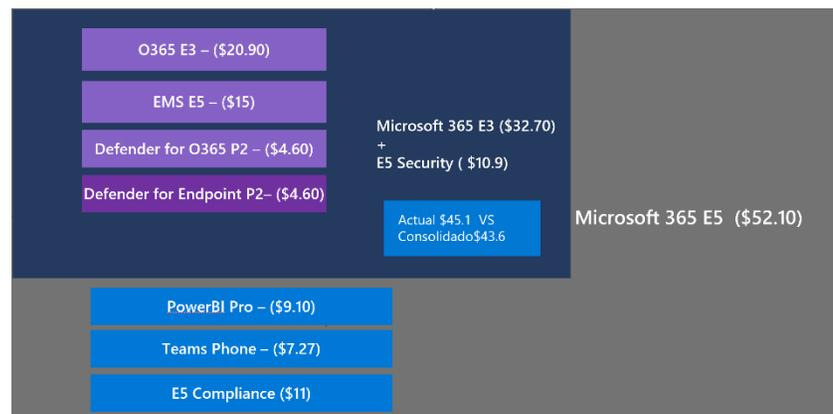 O365 E3 – ($20.90)
EMS E5 – ($15)
Defender for O365 P2 – ($4.60)
Defender for Endpoint P2– ($4.60)
Microsoft 365 E3 ($32.70)
+
E5 Security ( $10.9)
Actual $45.1 VS
Consolidado$43.6
Microsoft 365 E5 ($52.10)
PowerBI Pro – ($9.10)
Teams Phone – ($7.27)
E5 Compliance ($11)